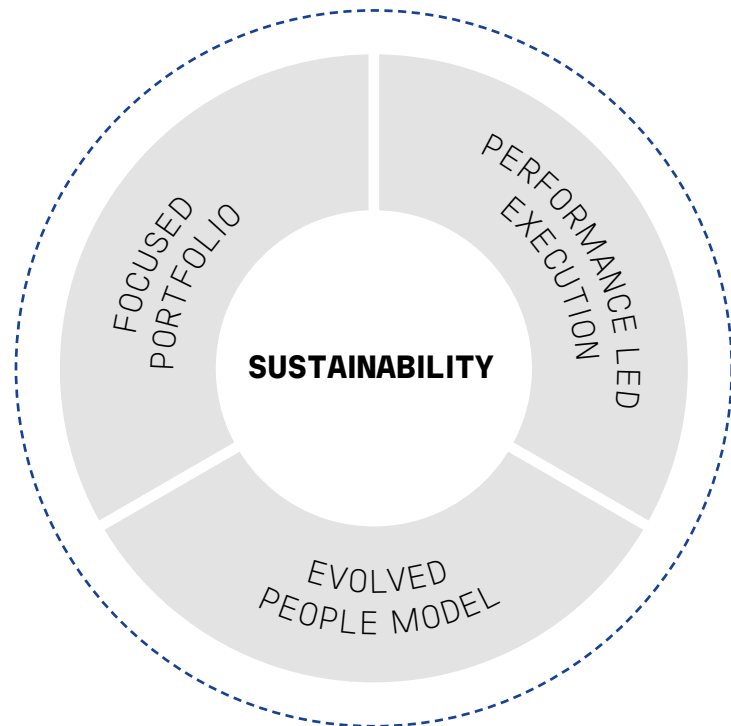 FOCUSED
PORTFOLIO
PERFORMANCE LED
EXECUTION
SUSTAINABILITY
EVOLVED
PEOPLE MODEL